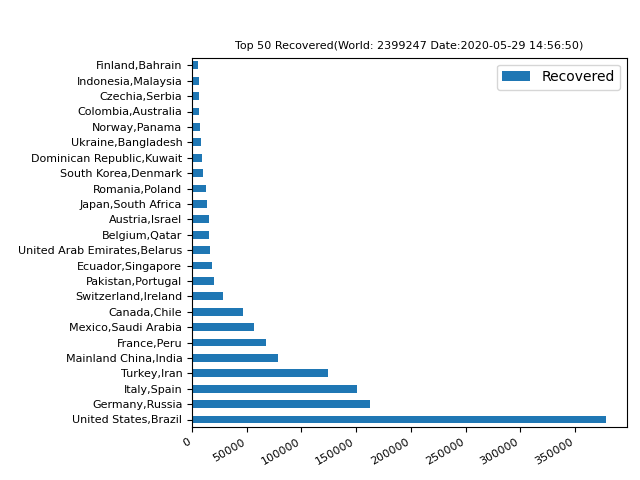 Top 50 Recovered(World: 2399247 Date:2020-05-29 14:56:50)
Recovered
Finland,Bahrain
Indonesia,Malaysia
Czechia,Serbia
Colombia,Australia
Norway,Panama
Ukraine,Bangladesh
Dominican Republic,Kuwait
South Korea,Denmark
Romania,Poland
Japan,South Africa
Austria,Israel
Belgium,Qatar
United Arab Emirates,Belarus
Ecuador,Singapore
Pakistan,Portugal
Switzerland,Ireland
Canada,Chile
Mexico,Saudi Arabia
France,Peru
Mainland China,India
Turkey,Iran
Italy,Spain
Germany,Russia
United States,Brazil
0 50000 100000 150000 200000 250000 300000 350000